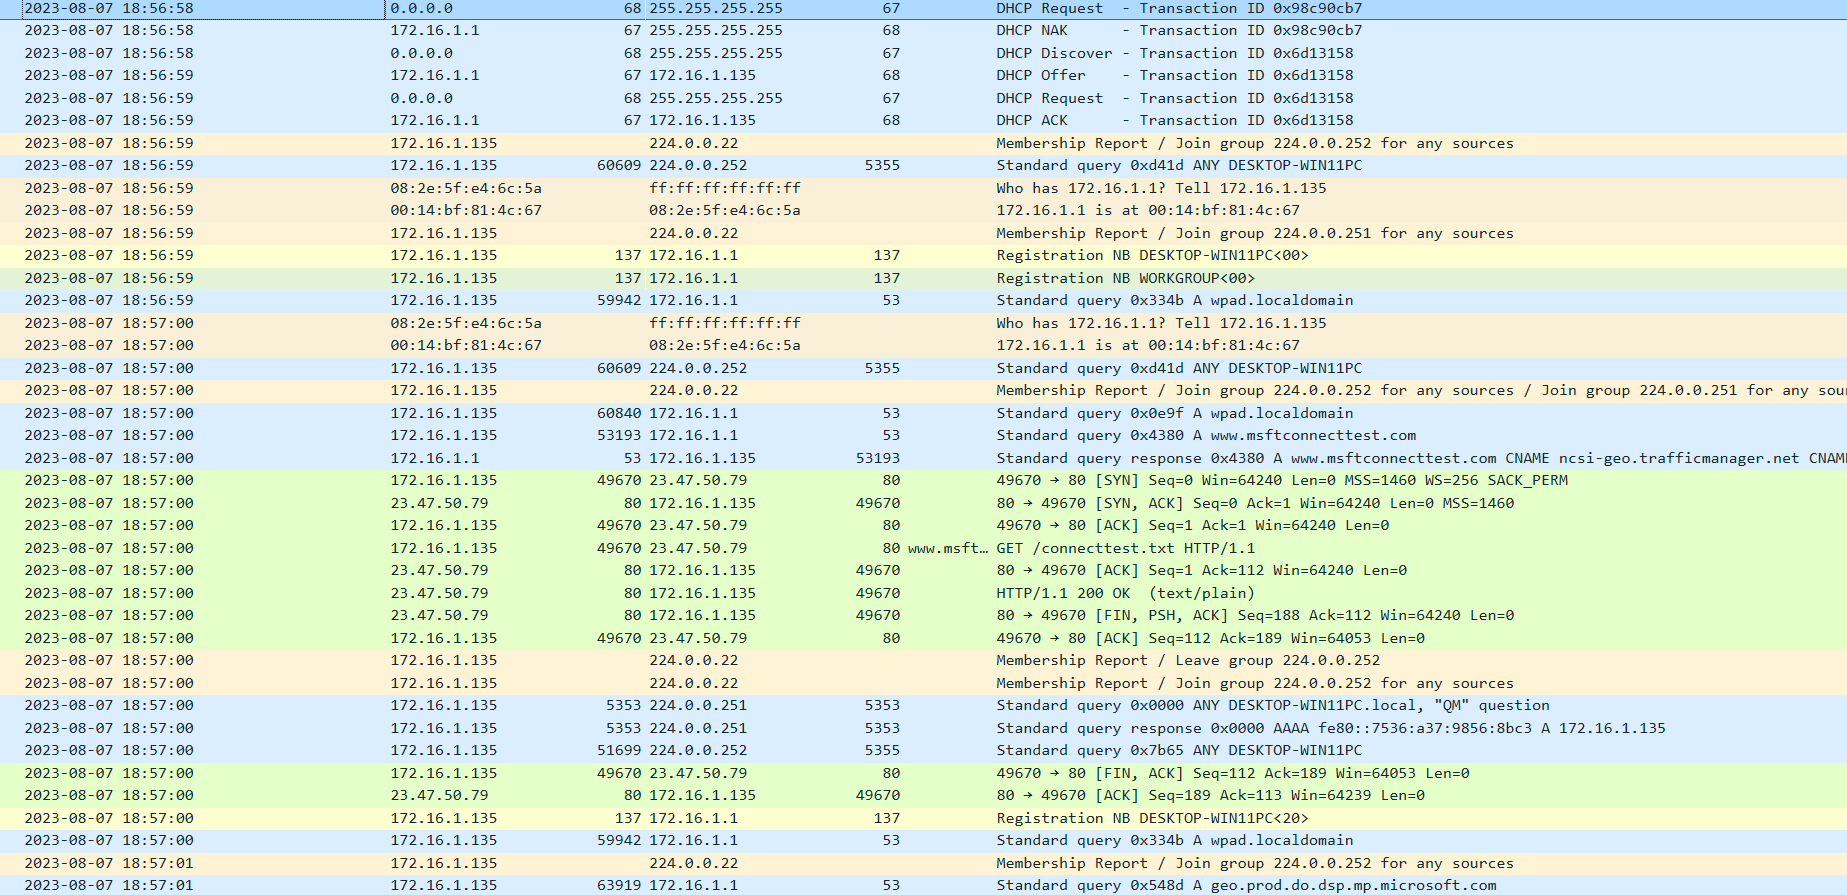 2023-08-07 18:56:58 0.0.0.0 68 255.255.255.255 67 DHCP Request - Transaction ID 0x98c90cb7
2023-08-07 18:56:58 172.16.1.1 67 255.255.255.255 68 DHCP NAK - Transaction ID 0x98c90cb7
2023-08-07 18:56:58 0.0.0.0 68 255.255.255.255 67 DHCP Discover - Transaction ID 0x6d13158
2023-08-07 18:56:59 172.16.1.1 67 172.16.1.135 68 DHCP Offer - Transaction ID 0x6d13158
2023-08-07 18:56:59 0.0.0.0 68 255.255.255.255 67 DHCP Request - Transaction ID 0x6d13158
2023-08-07 18:56:59 172.16.1.1 67 172.16.1.135 68 DHCP ACK - Transaction ID 0x6d13158
2023-08-07 18:56:59 172.16.1.135 224.0.0.22 Membership Report / Join group 224.0.0.252 for any sources
2023-08-07 18:56:59 172.16.1.135 60609 224.0.0.252 5355 Standard query 0xd41d ANY DESKTOP-WIN11PC
2023-08-07 18:56:59 08:2e:5f:e4:6c:5a ff:ff:ff:ff:ff:ff Who has 172.16.1.1? Tell 172.16.1.135
2023-08-07 18:56:59 00:14:bf:81:4c:67 08:2e:5f:e4:6c:5a 172.16.1.1 is at 00:14:bf:81:4c:67
2023-08-07 18:56:59 172.16.1.135 224.0.0.22 Membership Report / Join group 224.0.0.251 for any sources
2023-08-07 18:56:59 172.16.1.135 137 172.16.1.1 137 Registration NB DESKTOP-WIN11PC<00>
2023-08-07 18:56:59 172.16.1.135 137 172.16.1.1 137 Registration NB WORKGROUP<00>
2023-08-07 18:56:59 172.16.1.135 59942 172.16.1.1 53 Standard query 0x334b A wpad.localdomain
2023-08-07 18:57:00 08:2e:5f:e4:6c:5a ff:ff:ff:ff:ff:ff Who has 172.16.1.1? Tell 172.16.1.135
2023-08-07 18:57:00 00:14:bf:81:4c:67 08:2e:5f:e4:6c:5a 172.16.1.1 is at 00:14:bf:81:4c:67
2023-08-07 18:57:00 172.16.1.135 60609 224.0.0.252 5355 Standard query 0xd41d ANY DESKTOP-WIN11PC
2023-08-07 18:57:00 172.16.1.135 224.0.0.22 Membership Report / Join group 224.0.0.252 for any sources / Join group 224.0.0.251 for any sou
2023-08-07 18:57:00 172.16.1.135 60840 172.16.1.1 53 Standard query 0x0e9f A wpad.localdomain
2023-08-07 18:57:00 172.16.1.135 53193 172.16.1.1 53 Standard query 0x4380 A www.msftconnecttest.com
2023-08-07 18:57:00 172.16.1.1 53 172.16.1.135 53193 Standard query response 0x4380 A www.msftconnecttest.com CNAME ncsi-geo.trafficmanager.net CNAM
2023-08-07 18:57:00 172.16.1.135 49670 23.47.50.79 80 49670 → 80 [SYN] Seq=0 Win=64240 Len=0 MSS=1460 WS=256 SACK_PERM
2023-08-07 18:57:00 23.47.50.79 80 172.16.1.135 49670 80 → 49670 [SYN, ACK] Seq=0 Ack=1 Win=64240 Len=0 MSS=1460
2023-08-07 18:57:00 172.16.1.135 49670 23.47.50.79 80 49670 → 80 [ACK] Seq=1 Ack=1 Win=64240 Len=0
2023-08-07 18:57:00 172.16.1.135 49670 23.47.50.79 80 www.msft… GET /connecttest.txt HTTP/1.1
2023-08-07 18:57:00 23.47.50.79 80 172.16.1.135 49670 80 → 49670 [ACK] Seq=1 Ack=112 Win=64240 Len=0
2023-08-07 18:57:00 23.47.50.79 80 172.16.1.135 49670 HTTP/1.1 200 OK (text/plain)
2023-08-07 18:57:00 23.47.50.79 80 172.16.1.135 49670 80 → 49670 [FIN, PSH, ACK] Seq=188 Ack=112 Win=64240 Len=0
2023-08-07 18:57:00 172.16.1.135 49670 23.47.50.79 80 49670 → 80 [ACK] Seq=112 Ack=189 Win=64053 Len=0
2023-08-07 18:57:00 172.16.1.135 224.0.0.22 Membership Report / Leave group 224.0.0.252
2023-08-07 18:57:00 172.16.1.135 224.0.0.22 Membership Report / Join group 224.0.0.252 for any sources
2023-08-07 18:57:00 172.16.1.135 5353 224.0.0.251 5353 Standard query 0x0000 ANY DESKTOP-WIN11PC.local, "QM" question
2023-08-07 18:57:00 172.16.1.135 5353 224.0.0.251 5353 Standard query response 0x0000 AAAA fe80::7536:a37:9856:8bc3 A 172.16.1.135
2023-08-07 18:57:00 172.16.1.135 51699 224.0.0.252 5355 Standard query 0x7b65 ANY DESKTOP-WIN11PC
2023-08-07 18:57:00 172.16.1.135 49670 23.47.50.79 80 49670 → 80 [FIN, ACK] Seq=112 Ack=189 Win=64053 Len=0
2023-08-07 18:57:00 23.47.50.79 80 172.16.1.135 49670 80 → 49670 [ACK] Seq=189 Ack=113 Win=64239 Len=0
2023-08-07 18:57:00 172.16.1.135 137 172.16.1.1 137 Registration NB DESKTOP-WIN11PC<20>
2023-08-07 18:57:00 172.16.1.135 59942 172.16.1.1 53 Standard query 0x334b A wpad.localdomain
2023-08-07 18:57:01 172.16.1.135 224.0.0.22 Membership Report / Join group 224.0.0.252 for any sources
2023-08-07 18:57:01 172.16.1.135 63919 172.16.1.1 53 Standard query 0x548d A geo.prod.do.dsp.mp.microsoft.com